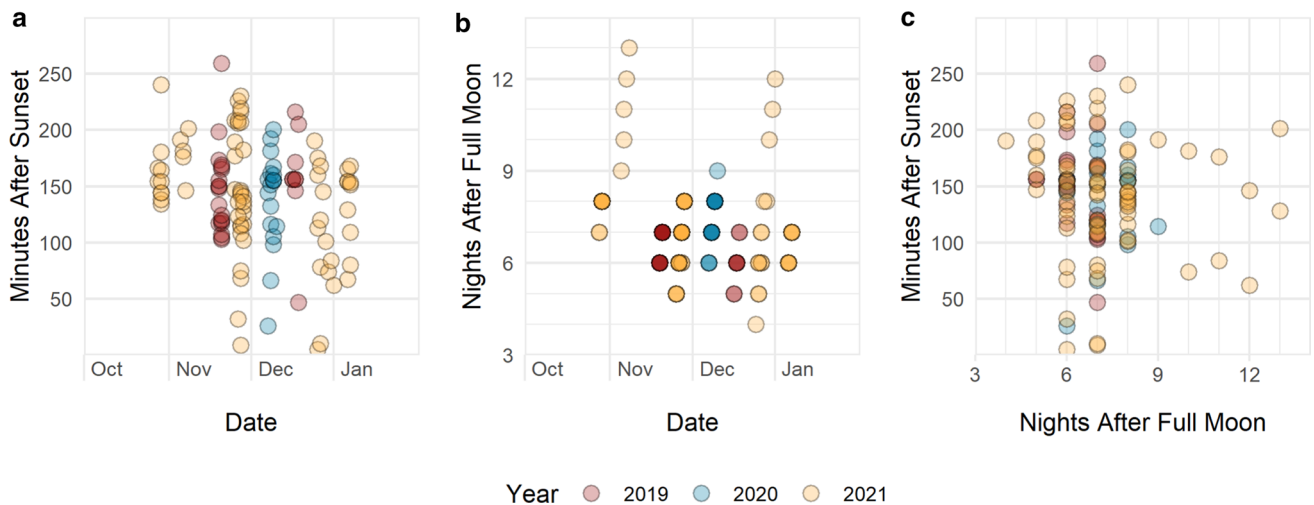 a
Minutes After Sunset
250
200
150
100
50
Oct Nov Dec Jan
Date
b
Nights After Full Moon
12
9
6
3
Oct Nov Dec Jan
Date
c
Minutes After Sunset
250
200
150
100
50
3 6 9 12
Nights After Full Moon
Year 2019 2020 2021